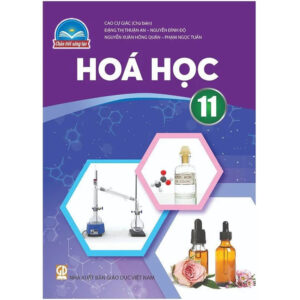 CAO CỰ GIÁC (Chủ biên)
ĐẶNG THỊ THUẬN AN – NGUYỄN ĐÌNH ĐỘ
NGUYỄN XUÂN HỒNG QUÂN – PHẠM NGỌC TUẤN
Chân trời sáng tạo
HOÁ HỌC
11
NHÀ XUẤT BẢN GIÁO DỤC VIỆT NAM